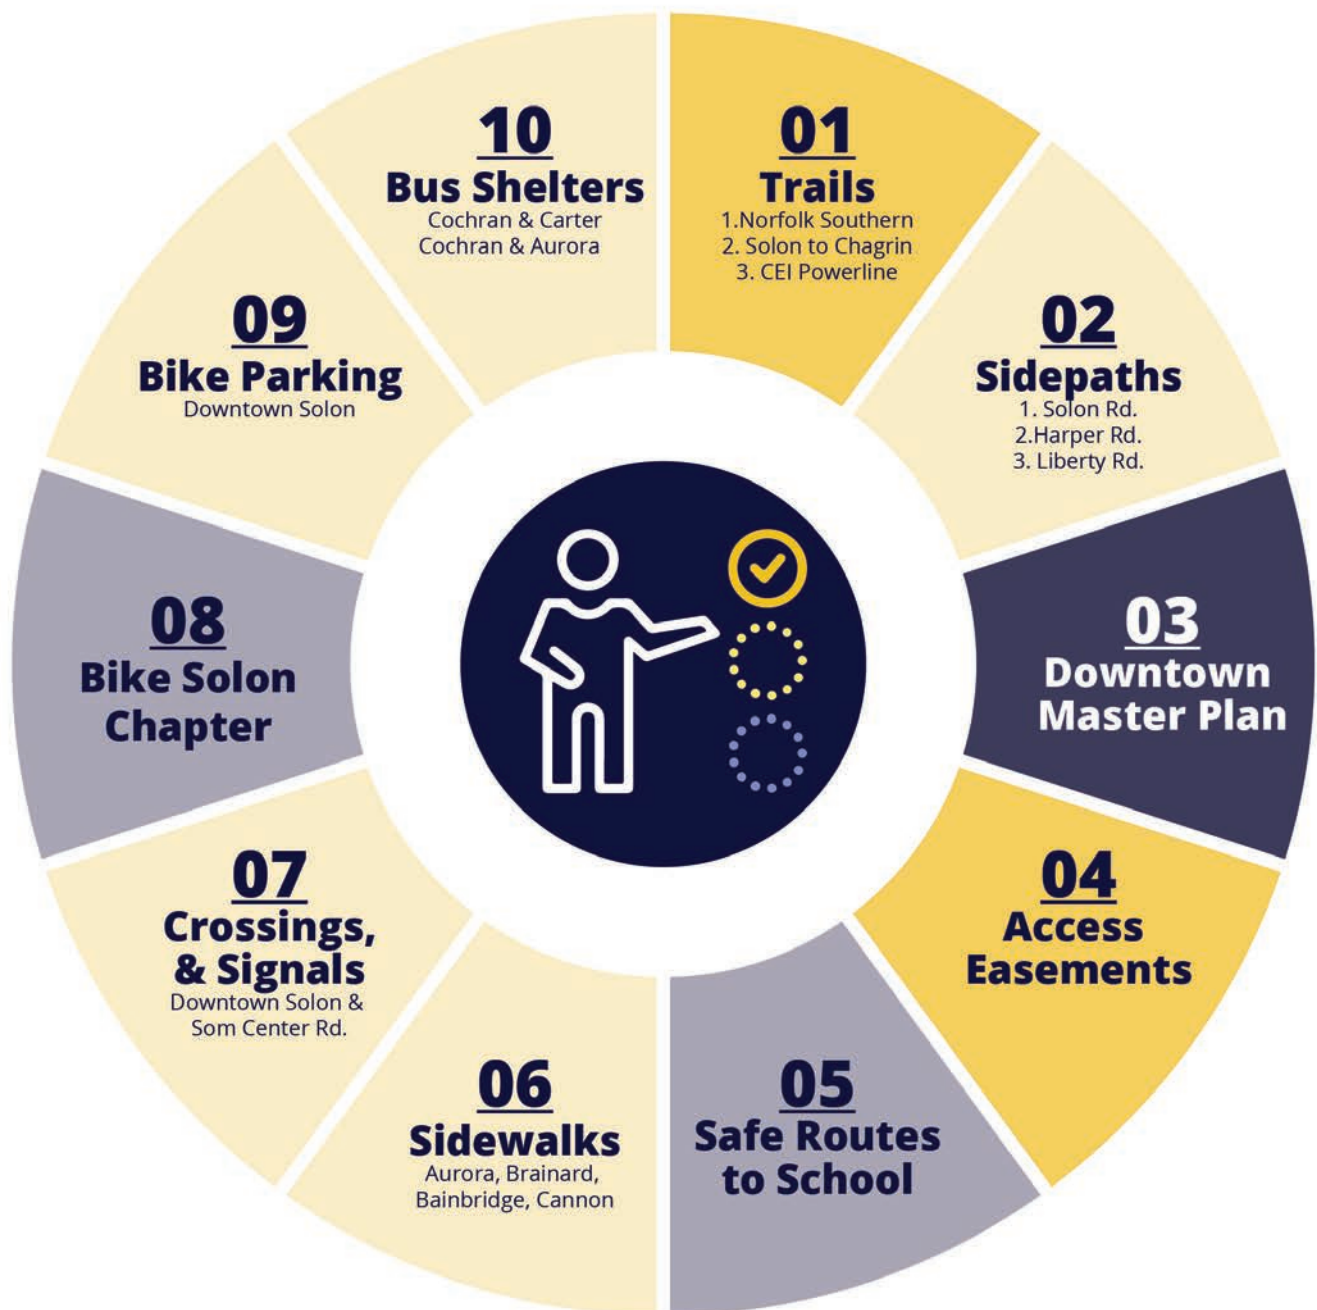 01
Trails
1.Norfolk Southern
2. Solon to Chagrin
3. CEI Powerline
02
Sidepaths
1. Solon Rd.
2.Harper Rd.
3. Liberty Rd.
03
Downtown
Master Plan
04
Access
Easements
05
Safe Routes
to School
06
Sidewalks
Aurora, Brainard,
Bainbridge, Cannon
07
Crossings,
& Signals
Downtown Solon &
Som Center Rd.
08
Bike Solon
Chapter
09
Bike Parking
Downtown Solon
10
Bus Shelters
Cochran & Carter
Cochran & Aurora